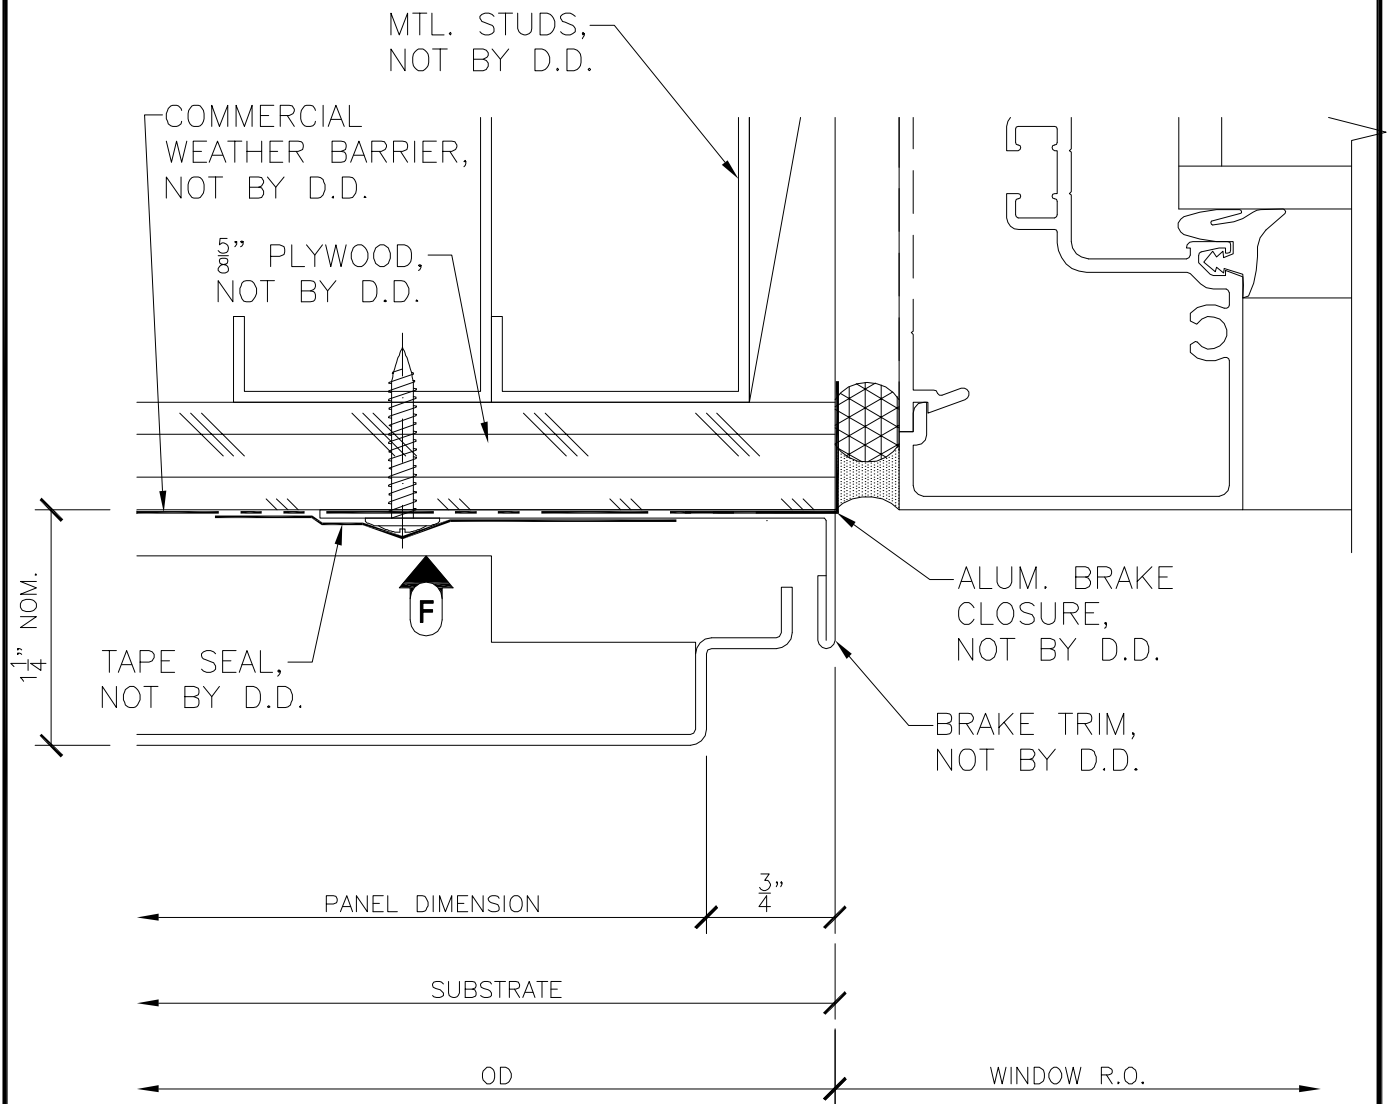 MTL. STUDS,
NOT BY D.D.
COMMERCIAL
WEATHER BARRIER,
NOT BY D.D.
5/8" PLYWOOD,
NOT BY D.D.
1 1/4" NOM.
F
TAPE SEAL,
NOT BY D.D.
ALUM. BRAKE
CLOSURE,
NOT BY D.D.
BRAKE TRIM,
NOT BY D.D.
PANEL DIMENSION
3/4"
SUBSTRATE
OD
WINDOW R.O.